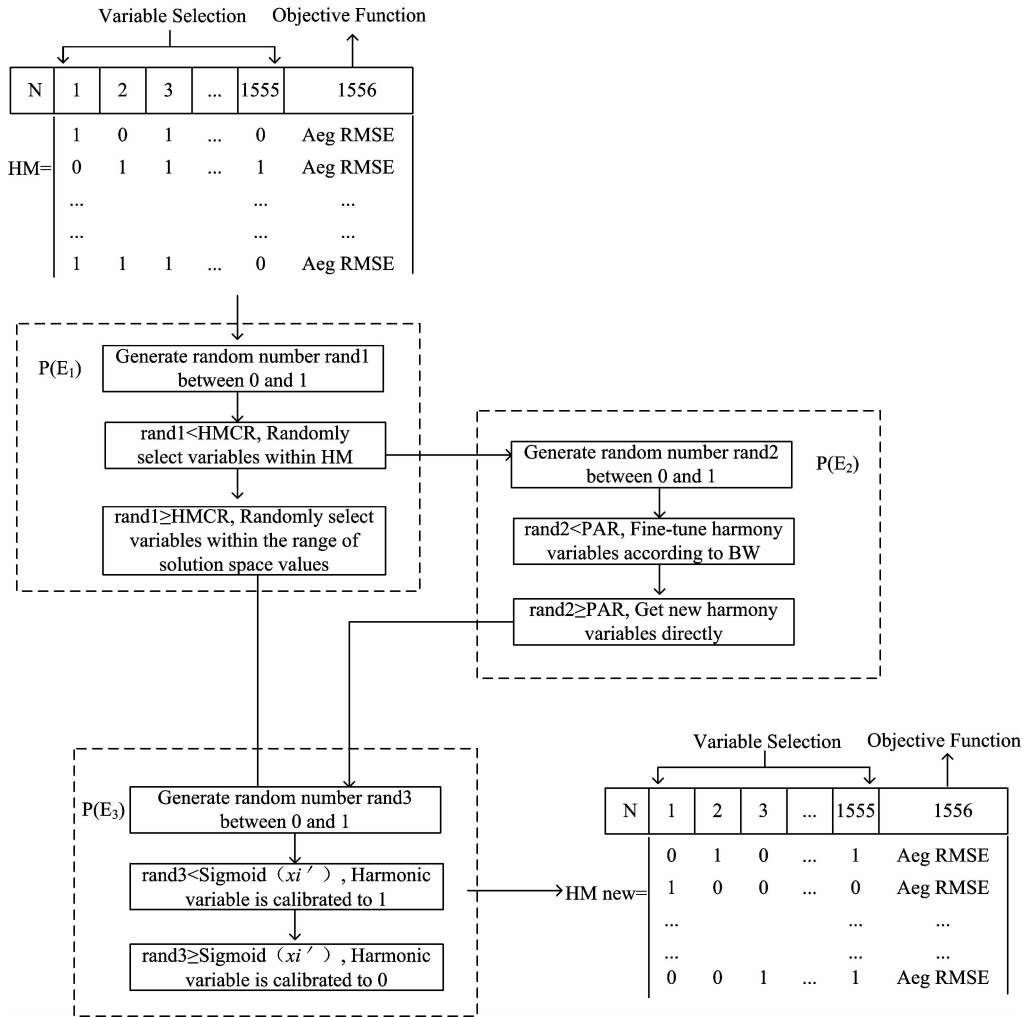 Variable Selection Objective Function
N 1 2 3 ... 1555 1556
1 0 1 ... 0 Aeg RMSE
HM= 0 1 1 ... 1 Aeg RMSE
... ... ...
... ... ...
1 1 1 ... 0 Aeg RMSE
P(E₁)
Generate random number rand1
between 0 and 1
rand1<HMCR, Randomly
select variables within HM
rand1≥HMCR, Randomly select
variables within the range of
solution space values
P(E₂)
Generate random number rand2
between 0 and 1
rand2<PAR, Fine-tune harmony
variables according to BW
rand2≥PAR, Get new harmony
variables directly
P(E₃)
Generate random number rand3
between 0 and 1
rand3<Sigmoid（xi′）, Harmonic
variable is calibrated to 1
rand3≥Sigmoid（xi′）, Harmonic
variable is calibrated to 0
Variable Selection Objective Function
N 1 2 3 ... 1555 1556
0 1 0 ... 1 Aeg RMSE
HM new= 1 0 0 ... 0 Aeg RMSE
... ... ...
... ... ...
0 0 1 ... 1 Aeg RMSE